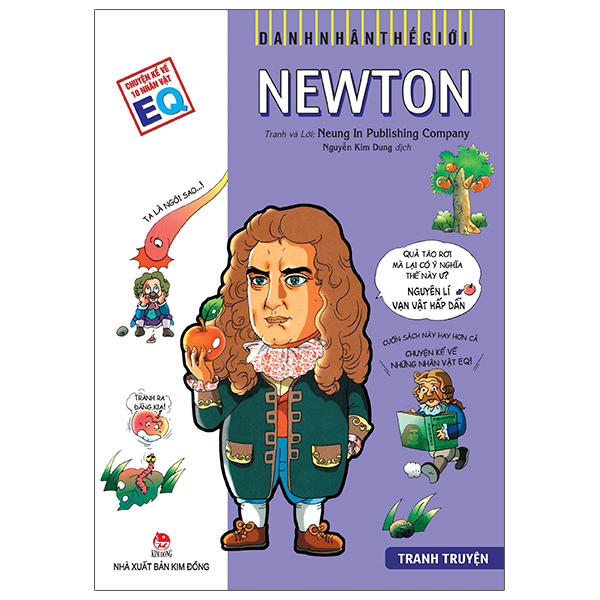 DANH NHÂN THẾ GIỚI
CHUYỆN KỂ VỀ
10 NHÂN VẬT
EQ
NEWTON
Tranh và Lời: Neung In Publishing Company
Nguyễn Kim Dung dịch
TA LÀ NGÔI SAO...!
QUẢ TÁO RƠI
MÀ LẠI CÓ Ý NGHĨA
THẾ NÀY Ư?
NGUYÊN LÍ
VẠN VẬT HẤP DẪN
CUỐN SÁCH NÀY HAY HƠN CẢ
CHUYỆN KỂ VỀ
NHỮNG NHÂN VẬT EQ!
TRÁNH RA
ĐẰNG KIA!
KIM ĐỒNG
NHÀ XUẤT BẢN KIM ĐỒNG
TRANH TRUYỆN